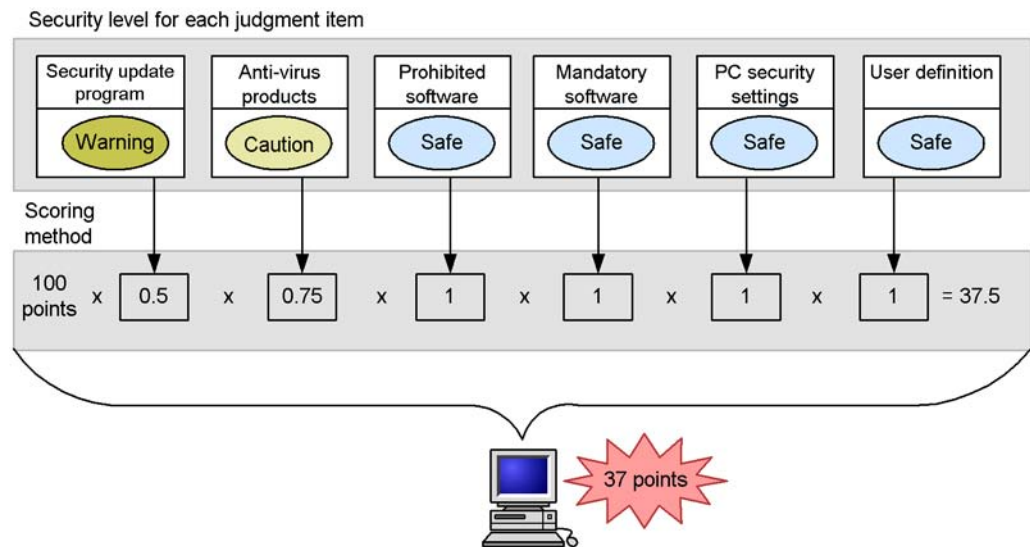 Security level for each judgment item
Security update
program
Warning
Anti-virus
products
Caution
Prohibited
software
Safe
Mandatory
software
Safe
PC security
settings
Safe
User definition
Safe
Scoring
method
100
points
x
0.5
x
0.75
x
1
x
1
x
1
x
1
= 37.5
37 points